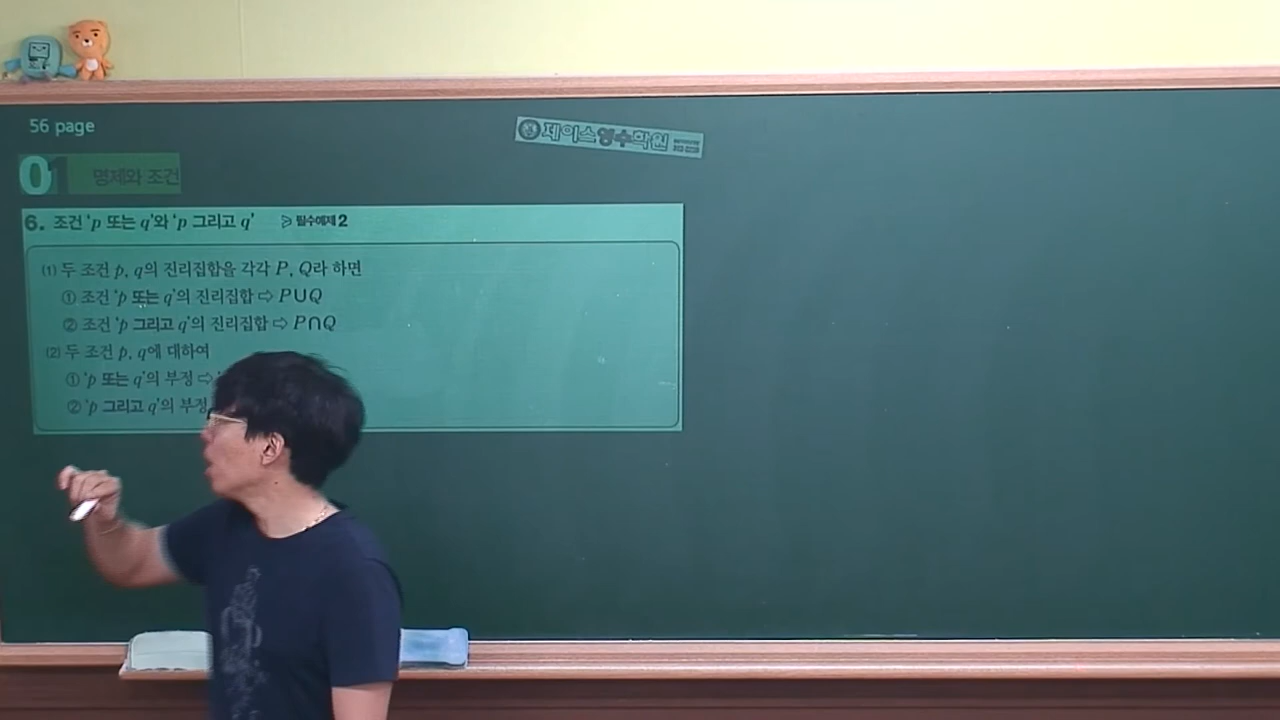 56 page
제이스영수학원
01 명제와 조건
6. 조건 'p 또는 q'와 'p 그리고 q' 필수예제 2
(1) 두 조건 p, q의 진리집합을 각각 P, Q라 하면
① 조건 'p 또는 q'의 진리집합 ⇨ P∪Q
② 조건 'p 그리고 q'의 진리집합 ⇨ P∩Q
(2) 두 조건 p, q에 대하여
① 'p 또는 q'의 부정 ⇨ '
② 'p 그리고 q'의 부정